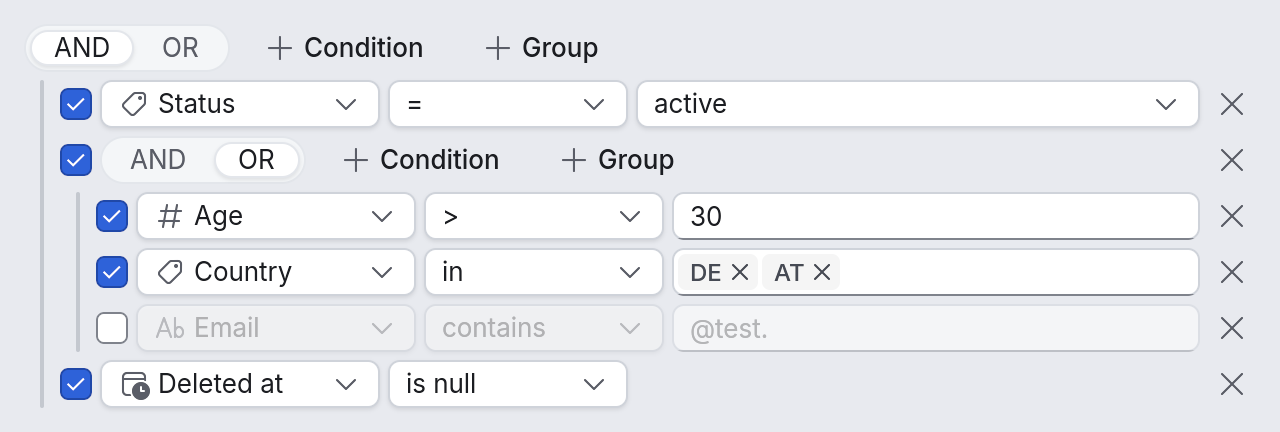 AND OR + Condition + Group
Status = active
AND OR + Condition + Group
# Age > 30
Country in DE AT
Ab Email contains @test.
Deleted at is null